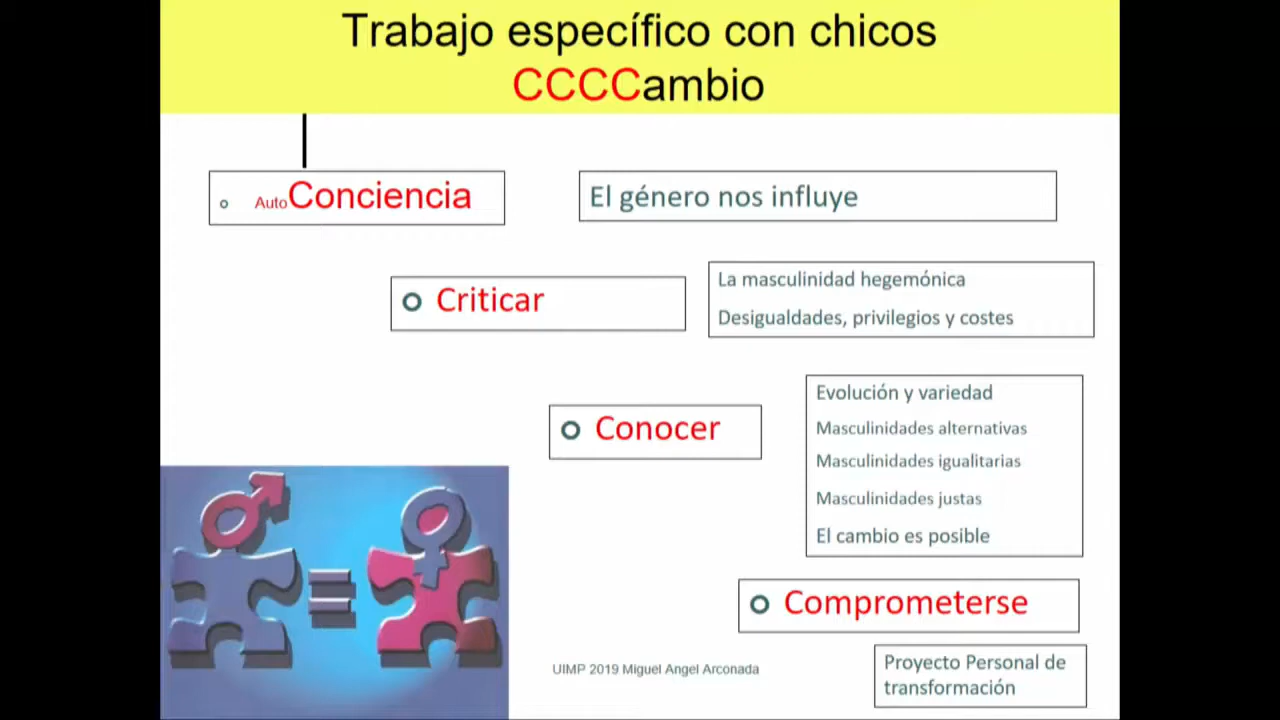 Trabajo específico con chicos
CCCCambio
AutoConciencia
El género nos influye
Criticar
La masculinidad hegemónica
Desigualdades, privilegios y costes
Conocer
Evolución y variedad
Masculinidades alternativas
Masculinidades igualitarias
Masculinidades justas
El cambio es posible
Comprometerse
Proyecto Personal de
transformación
UIMP 2019 Miguel Angel Arconada